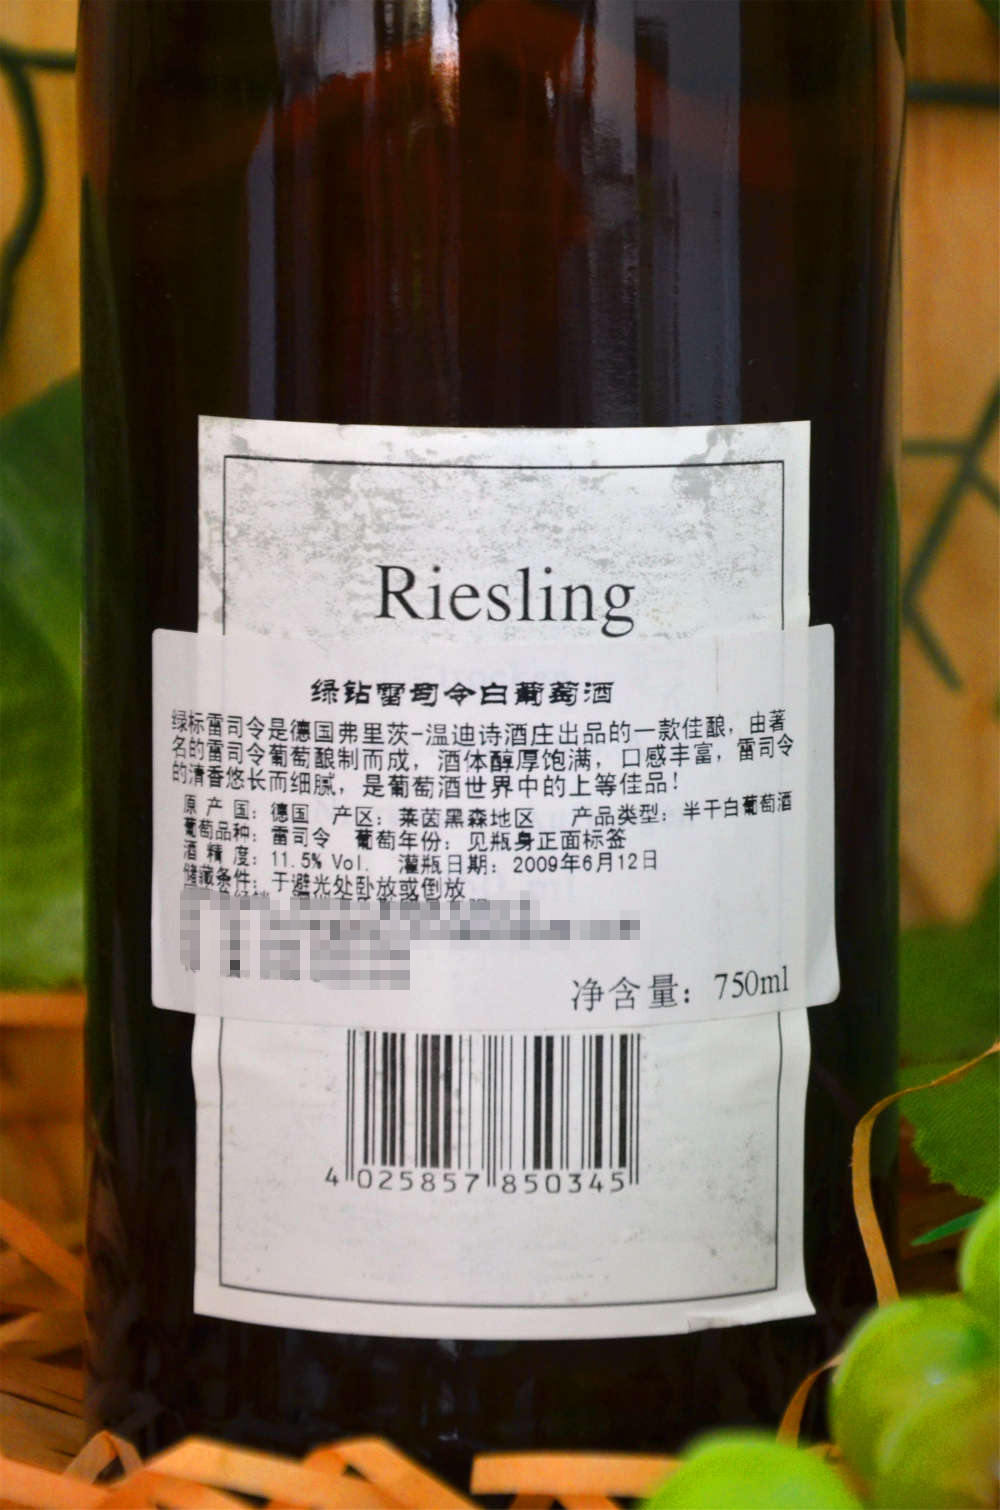 Riesling
绿钻雷司令白葡萄酒
绿标雷司令是德国弗里茨-温迪诗酒庄出品的一款佳酿，由著
名的雷司令葡萄酿制而成，酒体醇厚饱满，口感丰富，雷司令
的清香悠长而细腻，是葡萄酒世界中的上等佳品！
原 产 国：德国 产区：莱茵黑森地区 产品类型：半干白葡萄酒
葡萄品种：雷司令 葡萄年份：见瓶身正面标签
酒 精 度：11.5% Vol. 灌瓶日期：2009年6月12日
储藏条件：于避光处卧放或倒放
净含量：750ml
4 025857 850345